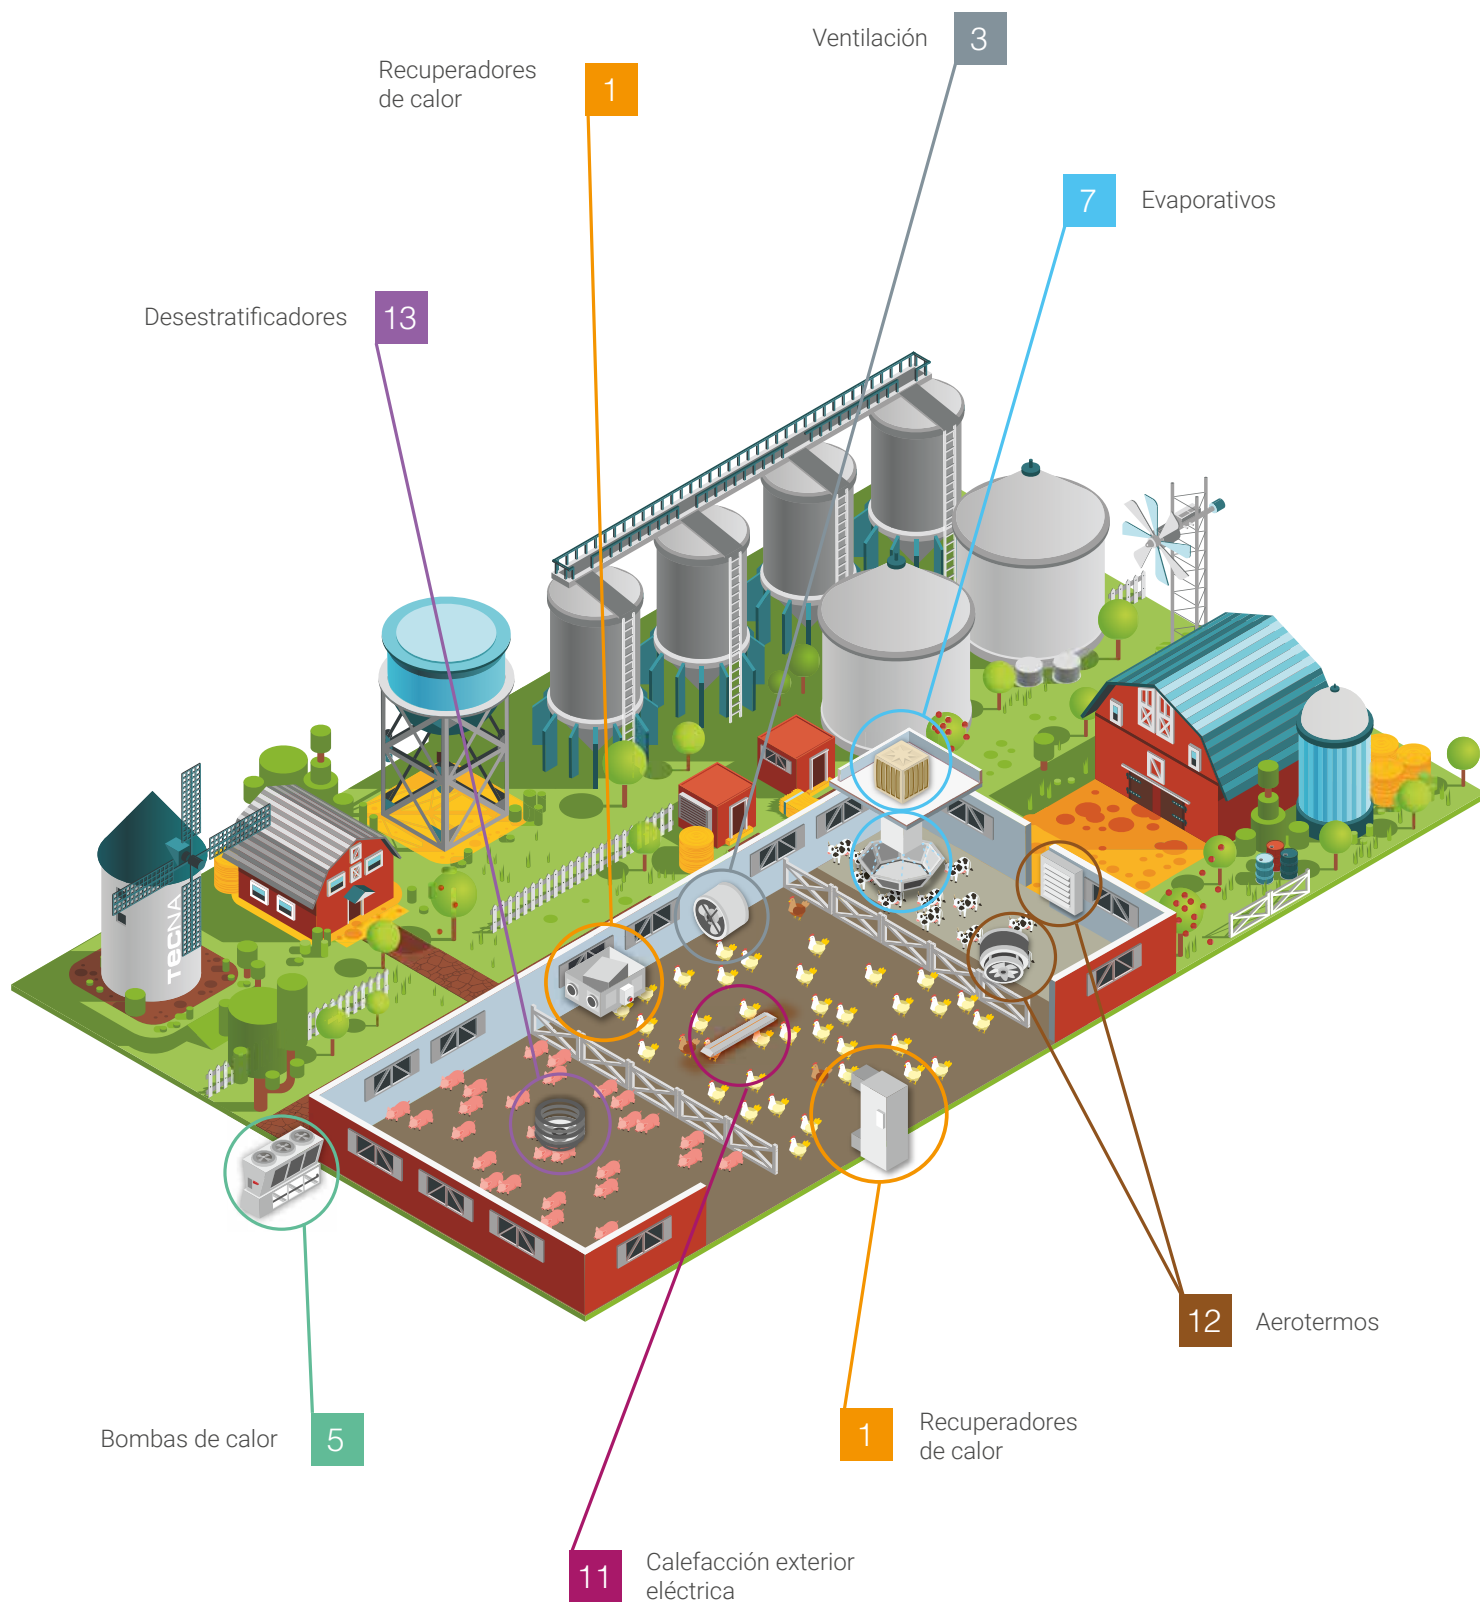 Ventilación
3
Recuperadores
de calor
1
7
Evaporativos
Desestratificadores
13
TECNA
12
Aerotermos
Bombas de calor
5
1
Recuperadores
de calor
11
Calefacción exterior
eléctrica